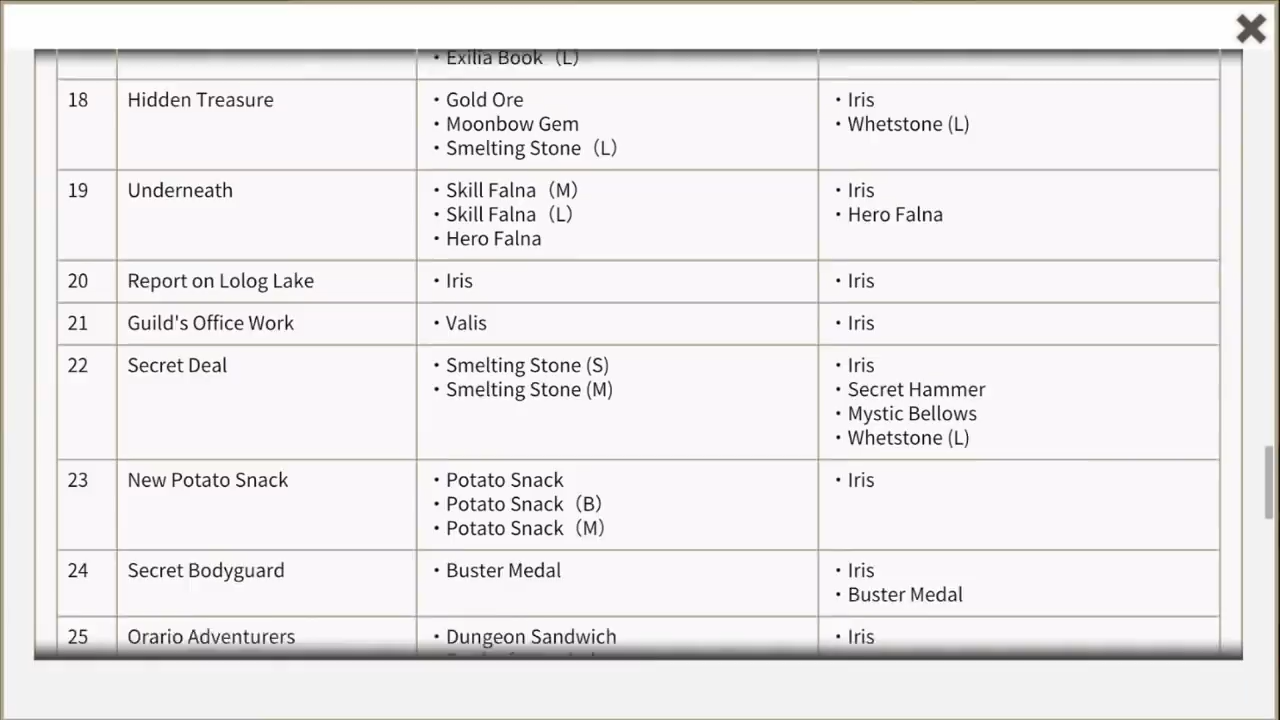 ・Exilia Book（L）
18 Hidden Treasure ・Gold Ore ・Iris
・Moonbow Gem ・Whetstone (L)
・Smelting Stone（L）
19 Underneath ・Skill Falna（M） ・Iris
・Skill Falna（L） ・Hero Falna
・Hero Falna
20 Report on Lolog Lake ・Iris ・Iris
21 Guild's Office Work ・Valis ・Iris
22 Secret Deal ・Smelting Stone (S) ・Iris
・Smelting Stone (M) ・Secret Hammer
・Mystic Bellows
・Whetstone (L)
23 New Potato Snack ・Potato Snack ・Iris
・Potato Snack（B）
・Potato Snack（M）
24 Secret Bodyguard ・Buster Medal ・Iris
・Buster Medal
25 Orario Adventurers ・Dungeon Sandwich ・Iris